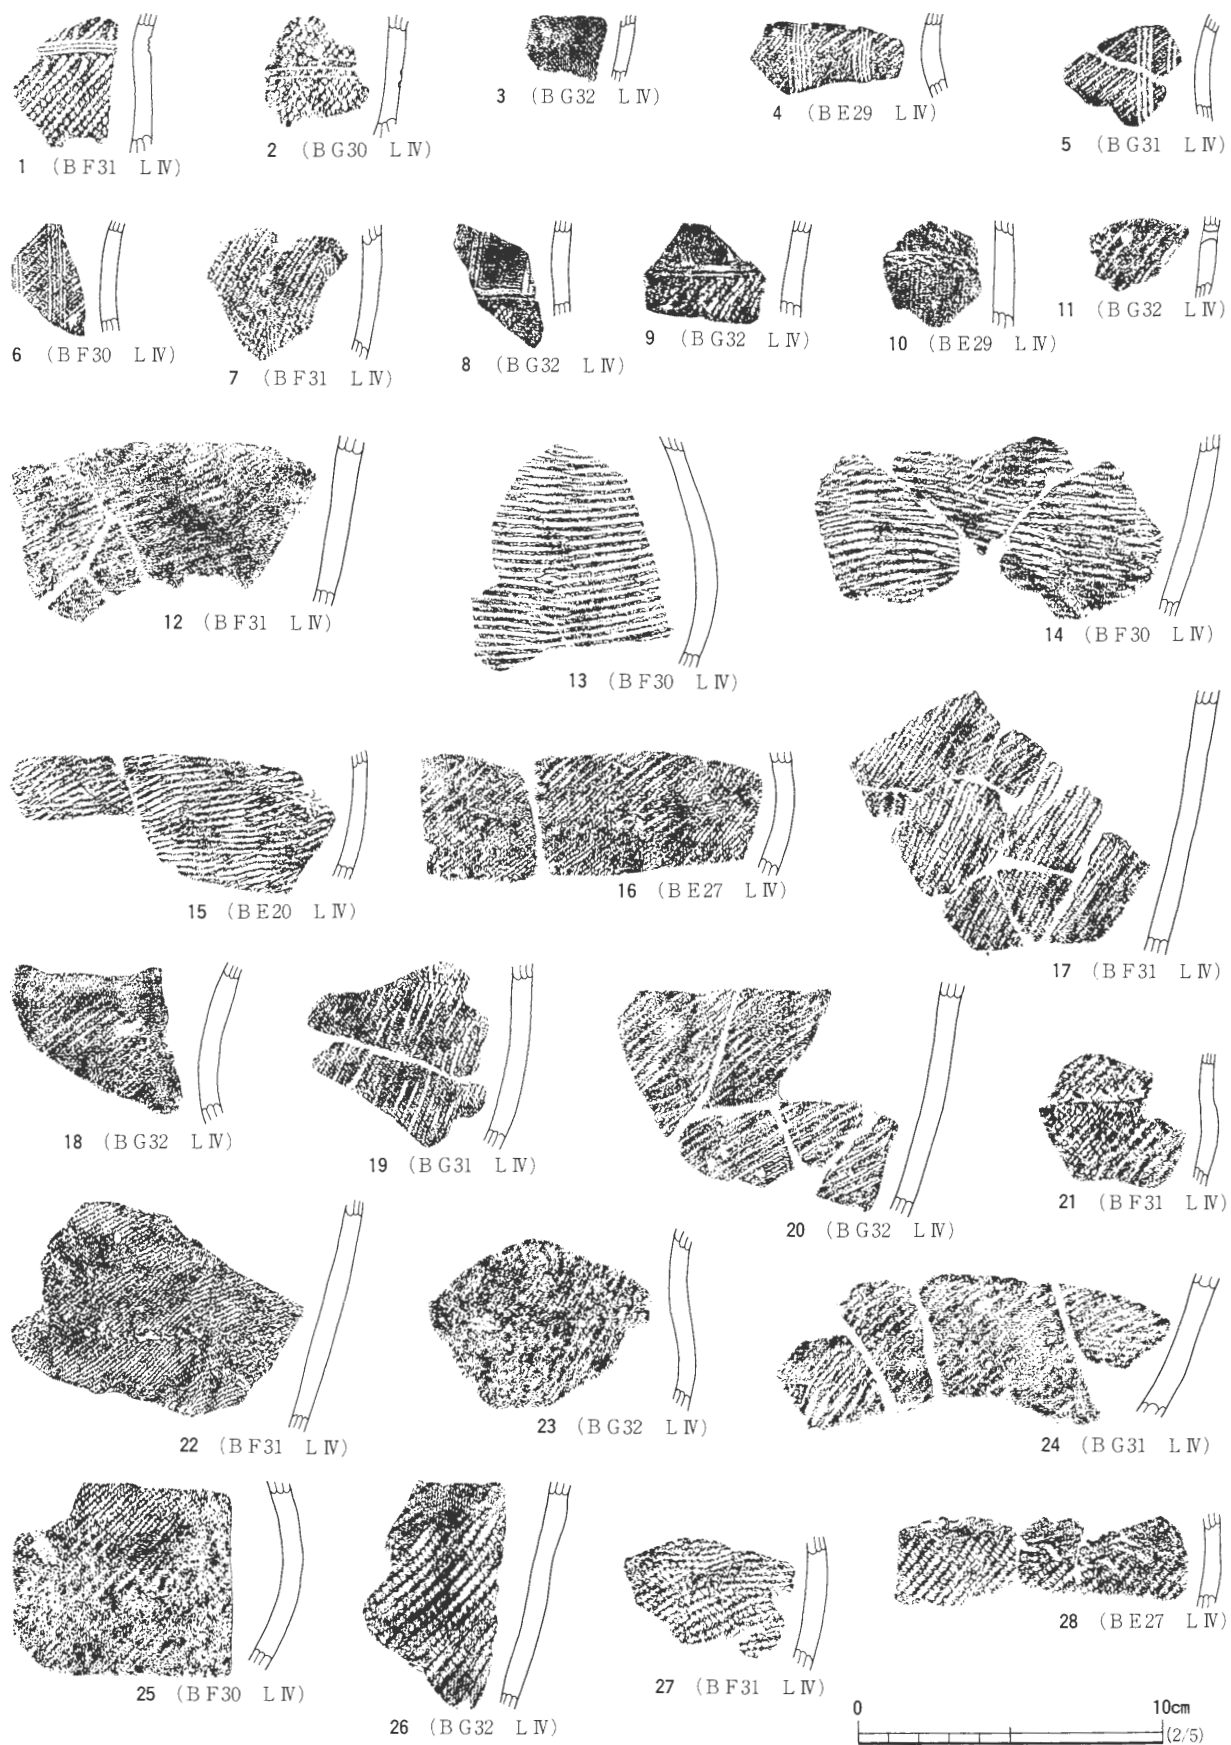 1 (BF31 LⅣ)
2 (BG30 LⅣ)
3 (BG32 LⅣ)
4 (BE29 LⅣ)
5 (BG31 LⅣ)
6 (BF30 LⅣ)
7 (BF31 LⅣ)
8 (BG32 LⅣ)
9 (BG32 LⅣ)
10 (BE29 LⅣ)
11 (BG32 LⅣ)
12 (BF31 LⅣ)
13 (BF30 LⅣ)
14 (BF30 LⅣ)
15 (BE20 LⅣ)
16 (BE27 LⅣ)
17 (BF31 LⅣ)
18 (BG32 LⅣ)
19 (BG31 LⅣ)
20 (BG32 LⅣ)
21 (BF31 LⅣ)
22 (BF31 LⅣ)
23 (BG32 LⅣ)
24 (BG31 LⅣ)
25 (BF30 LⅣ)
26 (BG32 LⅣ)
27 (BF31 LⅣ)
28 (BE27 LⅣ)
0 10cm
(2/5)